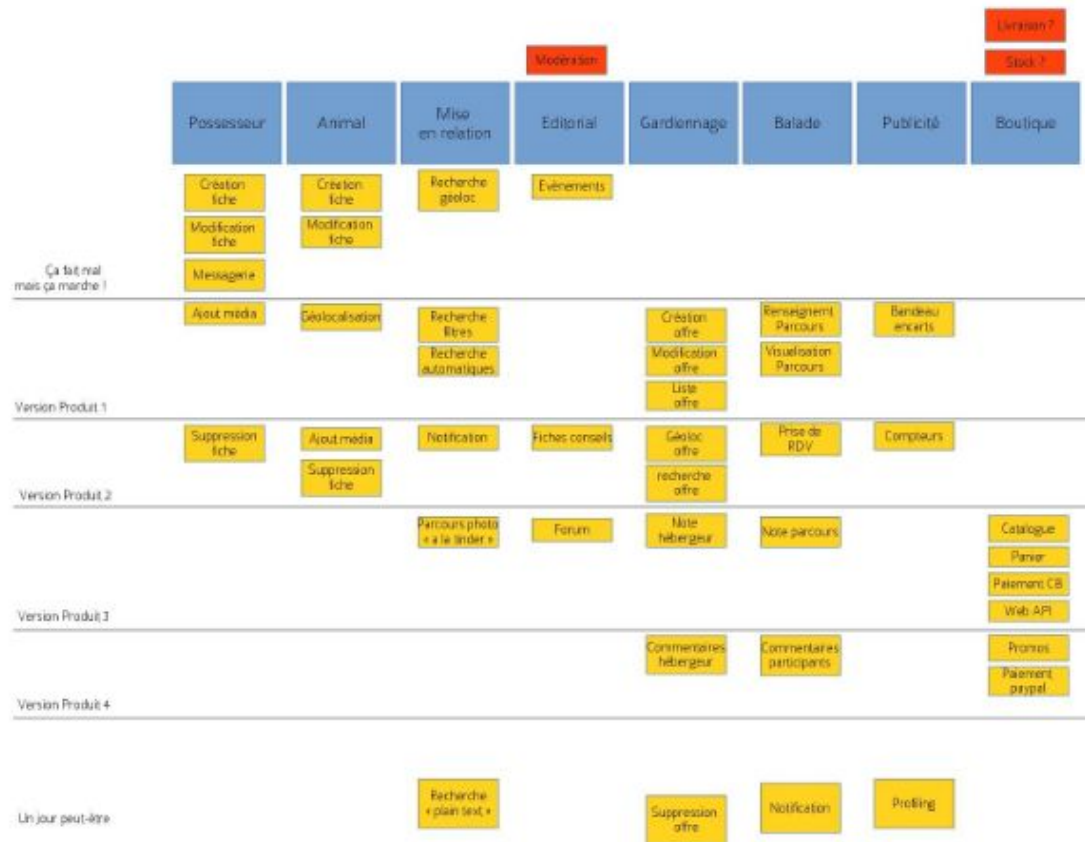 Livraison ?
Modération
Stock ?
Possesseur
Animal
Mise
en relation
Editorial
Gardiennage
Balade
Publicité
Boutique
Création
fiche
Création
fiche
Recherche
géoloc
Evènements
Modification
fiche
Modification
fiche
Messagerie
Ça fait mal
mais ça marche !
Ajout média
Géolocalisation
Recherche
filtres
Création
offre
Renseignemt
Parcours
Bandeau
encarts
Recherche
automatiques
Modification
offre
Visualisation
Parcours
Liste
offre
Version Produit 1
Suppression
fiche
Ajout média
Notification
Fiches conseils
Géoloc
offre
Prise de
RDV
Compteurs
Suppression
fiche
recherche
offre
Version Produit 2
Parcours photo
« a la tinder »
Forum
Note
hébergeur
Note parcours
Catalogue
Panier
Paiement CB
Web API
Version Produit 3
Commentaires
hébergeur
Commentaires
participants
Promos
Paiement
paypal
Version Produit 4
Recherche
« plain text »
Suppression
offre
Notification
Profiling
Un jour peut-être